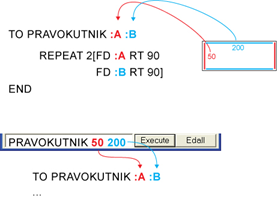 TO PRAVOKUTNIK :A :B
200
50
REPEAT 2[FD :A RT 90
FD :B RT 90]
END
PRAVOKUTNIK 50 200 Execute Edall
TO PRAVOKUTNIK :A :B
...